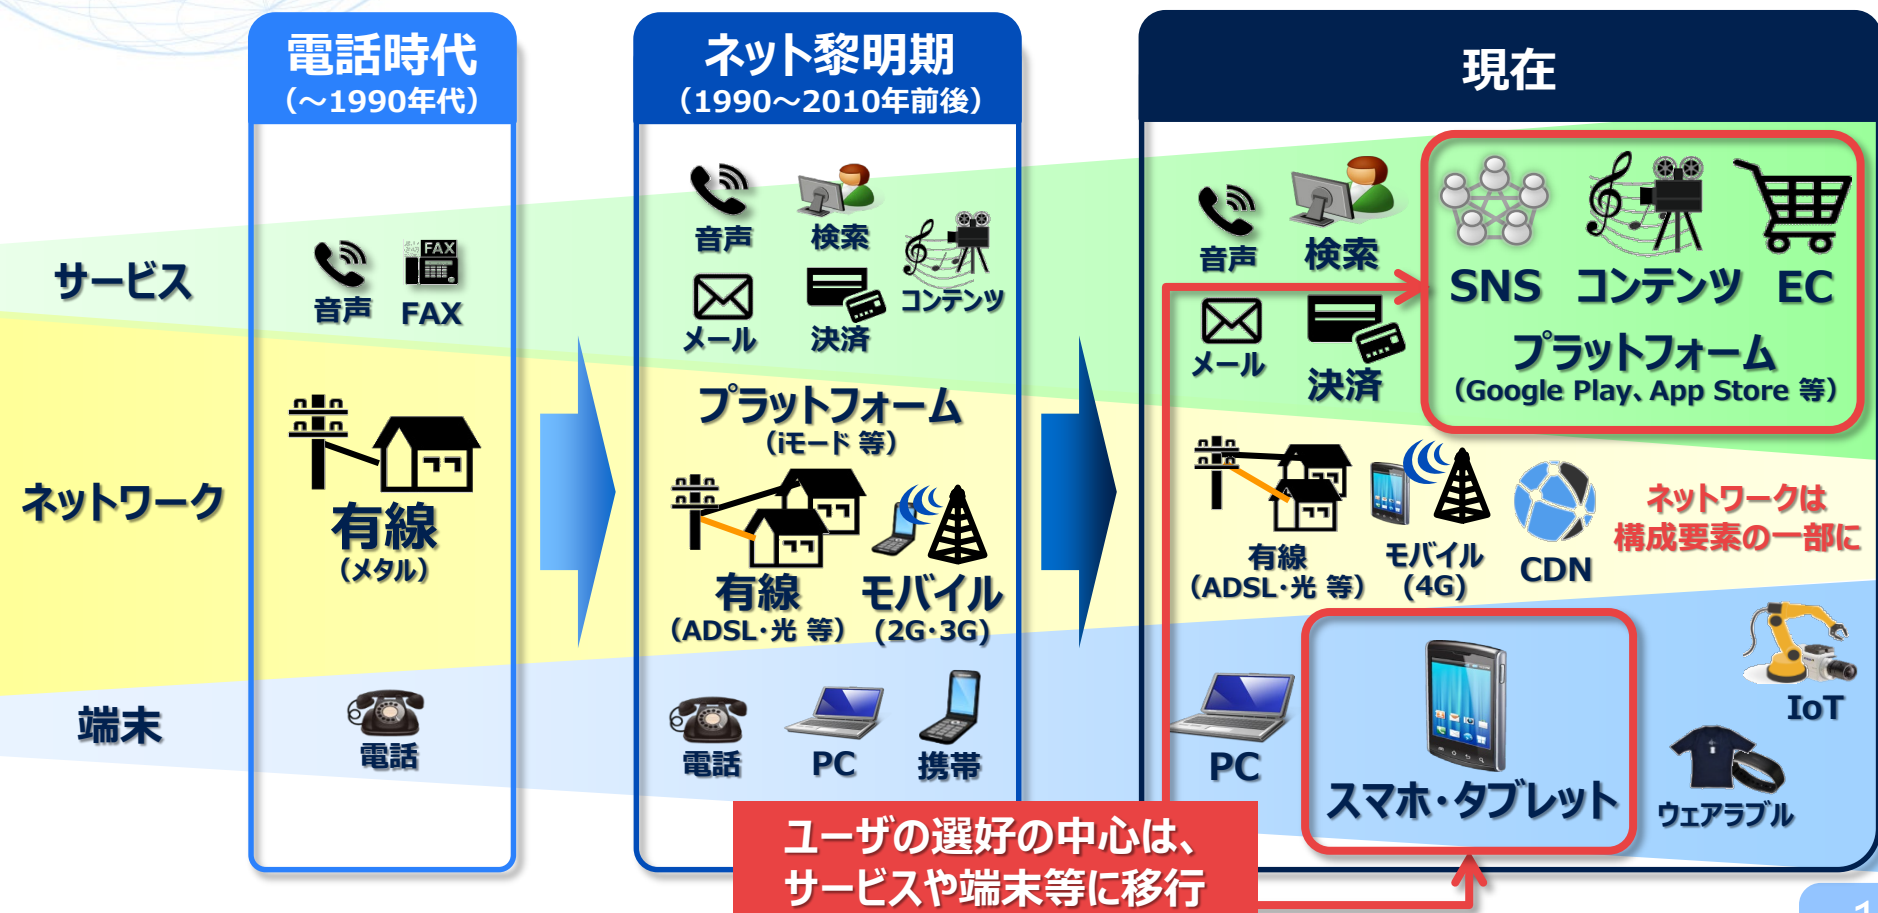 電話時代
(～1990年代)
ネット黎明期
(1990～2010年前後)
現在
サービス
ネットワーク
端末
FAX
音声
FAX
有線
(メタル)
電話
音声
検索
メール
決済
コンテンツ
プラットフォーム
(iモード 等)
有線
(ADSL・光 等)
モバイル
(2G・3G)
電話
PC
携帯
音声
検索
メール
決済
SNS
コンテンツ
EC
プラットフォーム
(Google Play、App Store 等)
有線
(ADSL・光 等)
モバイル
(4G)
CDN
ネットワークは
構成要素の一部に
PC
スマホ・タブレット
IoT
ウェアラブル
ユーザの選好の中心は、
サービスや端末等に移行